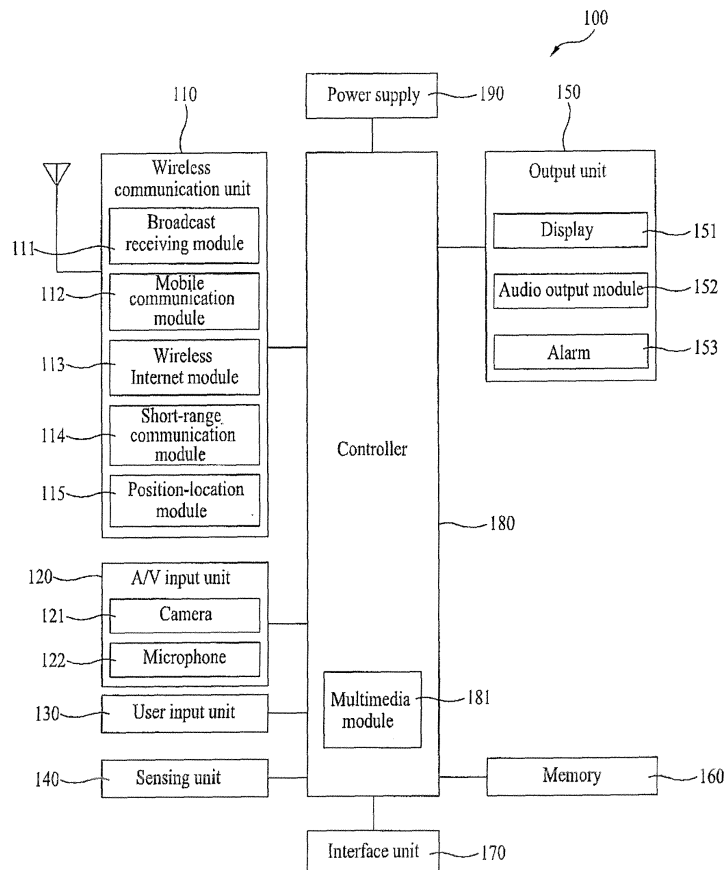 100
Power supply
190
110
150
Wireless
communication unit
Broadcast
receiving module
111
Mobile
communication
module
112
Wireless
Internet module
113
Short-range
communication
module
114
Position-location
module
115
Output unit
Display
151
Audio output module
152
Alarm
153
Controller
180
120
A/V input unit
121
Camera
122
Microphone
130
User input unit
Multimedia
module
181
140
Sensing unit
Memory
160
Interface unit
170